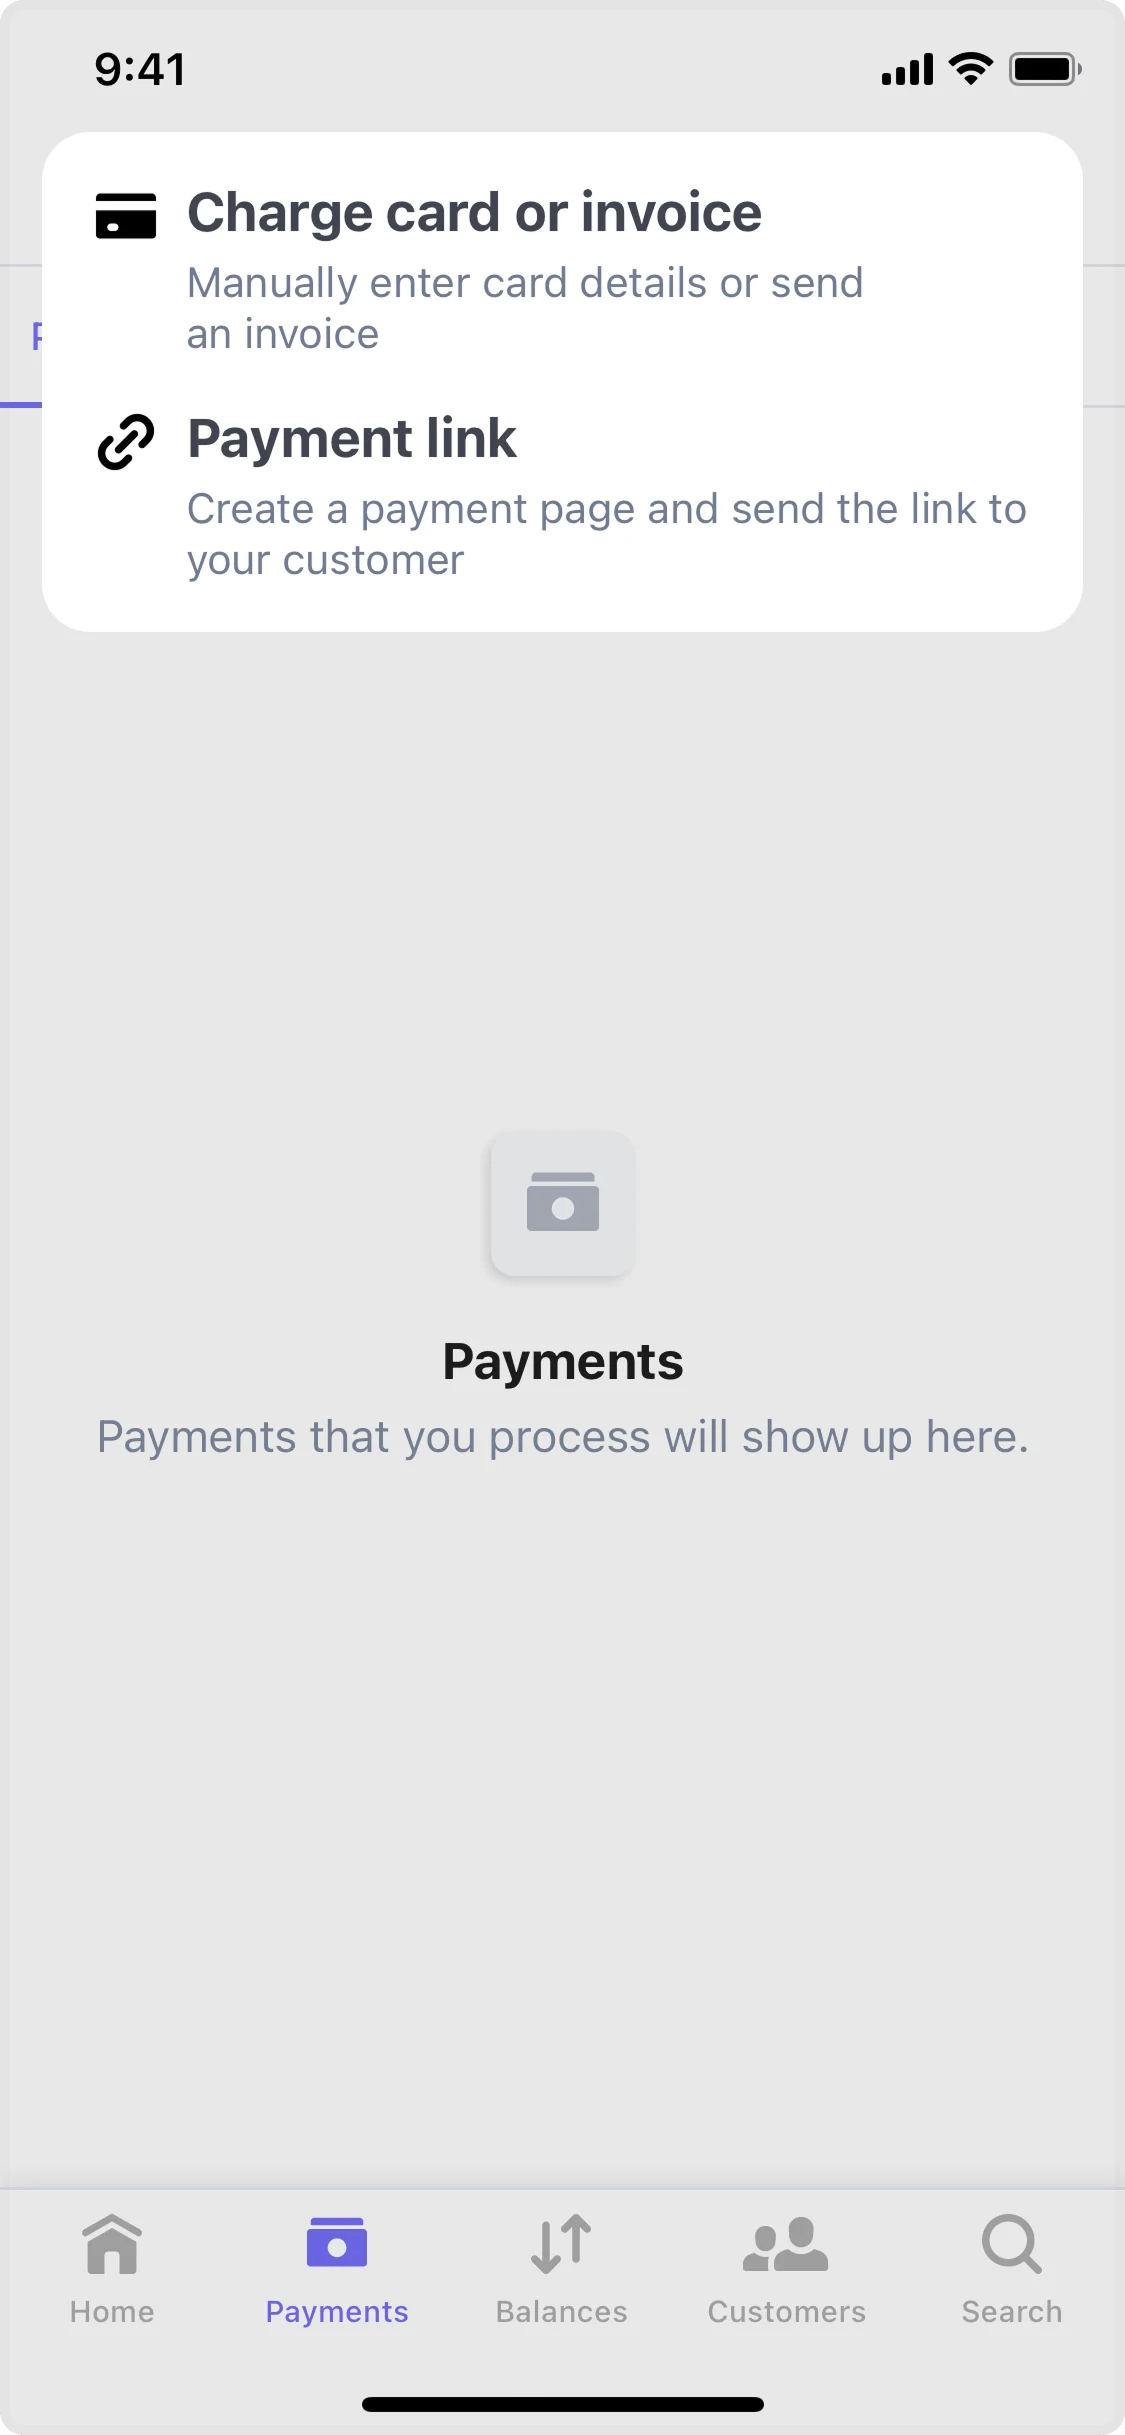 9:41
Charge card or invoice
Manually enter card details or send
an invoice
Payment link
Create a payment page and send the link to
your customer
Payments
Payments that you process will show up here.
Home
Payments
Balances
Customers
Search